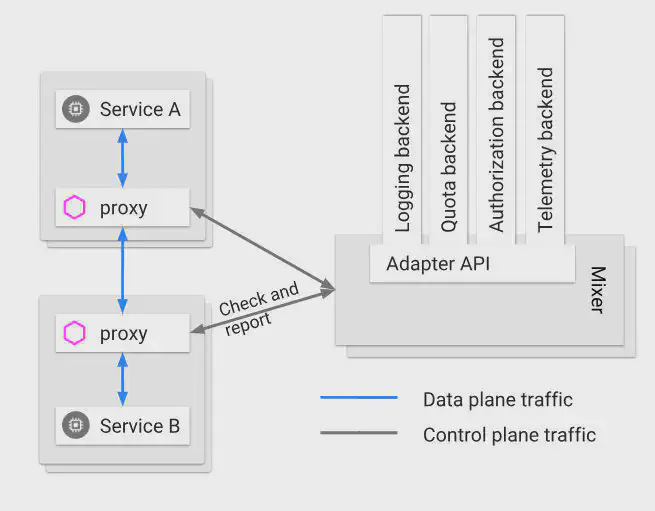 Service A
proxy
proxy
Service B
Check and
report
Logging backend
Quota backend
Authorization backend
Telemetry backend
Adapter API
Mixer
Data plane traffic
Control plane traffic